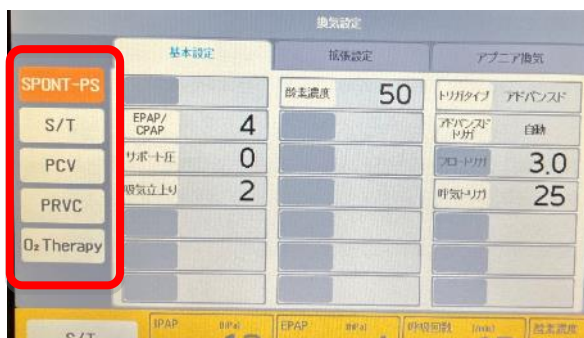 換気設定
基本設定 拡張設定 アプニア換気
SPONT-PS
S/T
PCV
PRVC
O₂ Therapy
EPAP/
CPAP 4
サポート圧 0
吸気立上り 2
酸素濃度 50
トリガタイプ アドバンスド
アドバンスド
トリガ 自動
フロートリガ 3.0
呼気トリガ 25
S/T
IPAP
EPAP
呼吸回数 (/min)
酸素濃度